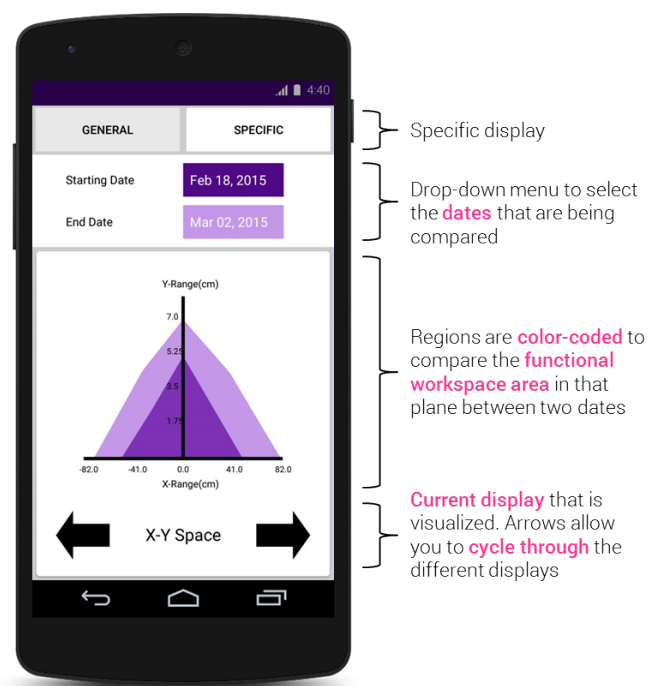 4:40
GENERAL
SPECIFIC
Starting Date
Feb 18, 2015
End Date
Mar 02, 2015
Y-Range(cm)
7.0
5.25
3.5
1.75
-82.0 -41.0 0.0 41.0 82.0
X-Range(cm)
X-Y Space
Specific display
Drop-down menu to select
the dates that are being
compared
Regions are color-coded to
compare the functional
workspace area in that
plane between two dates
Current display that is
visualized. Arrows allow
you to cycle through the
different displays